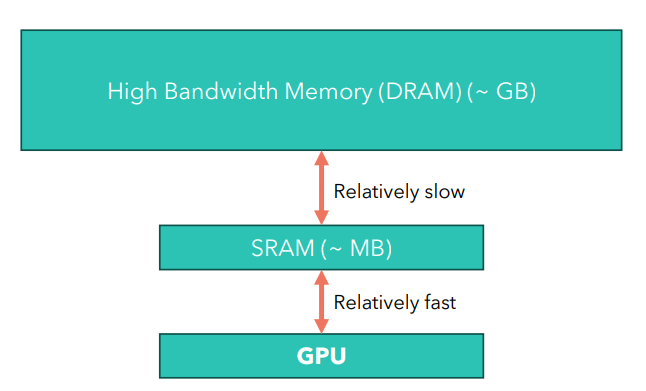 High Bandwidth Memory (DRAM) (~ GB)
Relatively slow
SRAM (~ MB)
Relatively fast
GPU